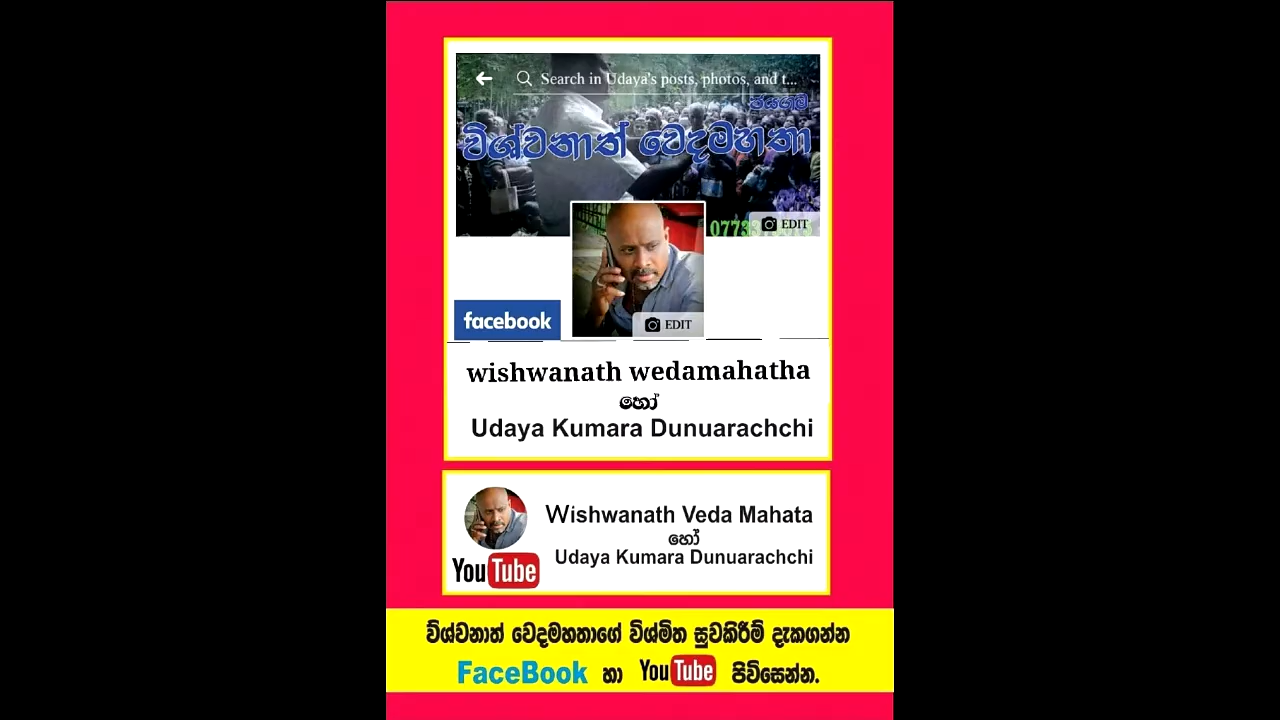 Search in Udaya's posts, photos, and t...
ජයගුම්
විශ්වනාත් වෙදමහතා
EDIT
EDIT
facebook
wishwanath wedamahatha
හෝ
Udaya Kumara Dunuarachchi
Wishwanath Veda Mahata
හෝ
Udaya Kumara Dunuarachchi
YouTube
විශ්වනාත් වෙදමහතාගේ විශ්මිත සුවකිරීම් දැකගන්න
FaceBook හා YouTube පිවිසෙන්න.